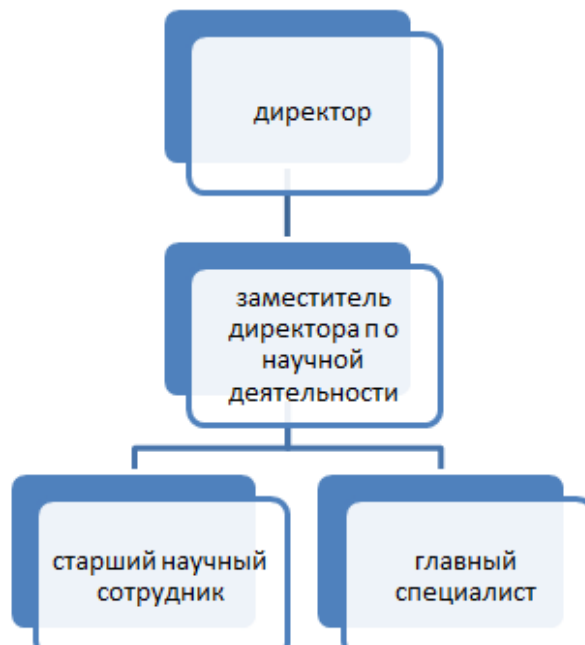 директор
заместитель
директора п о
научной
деятельности
старший научный
сотрудник
главный
специалист